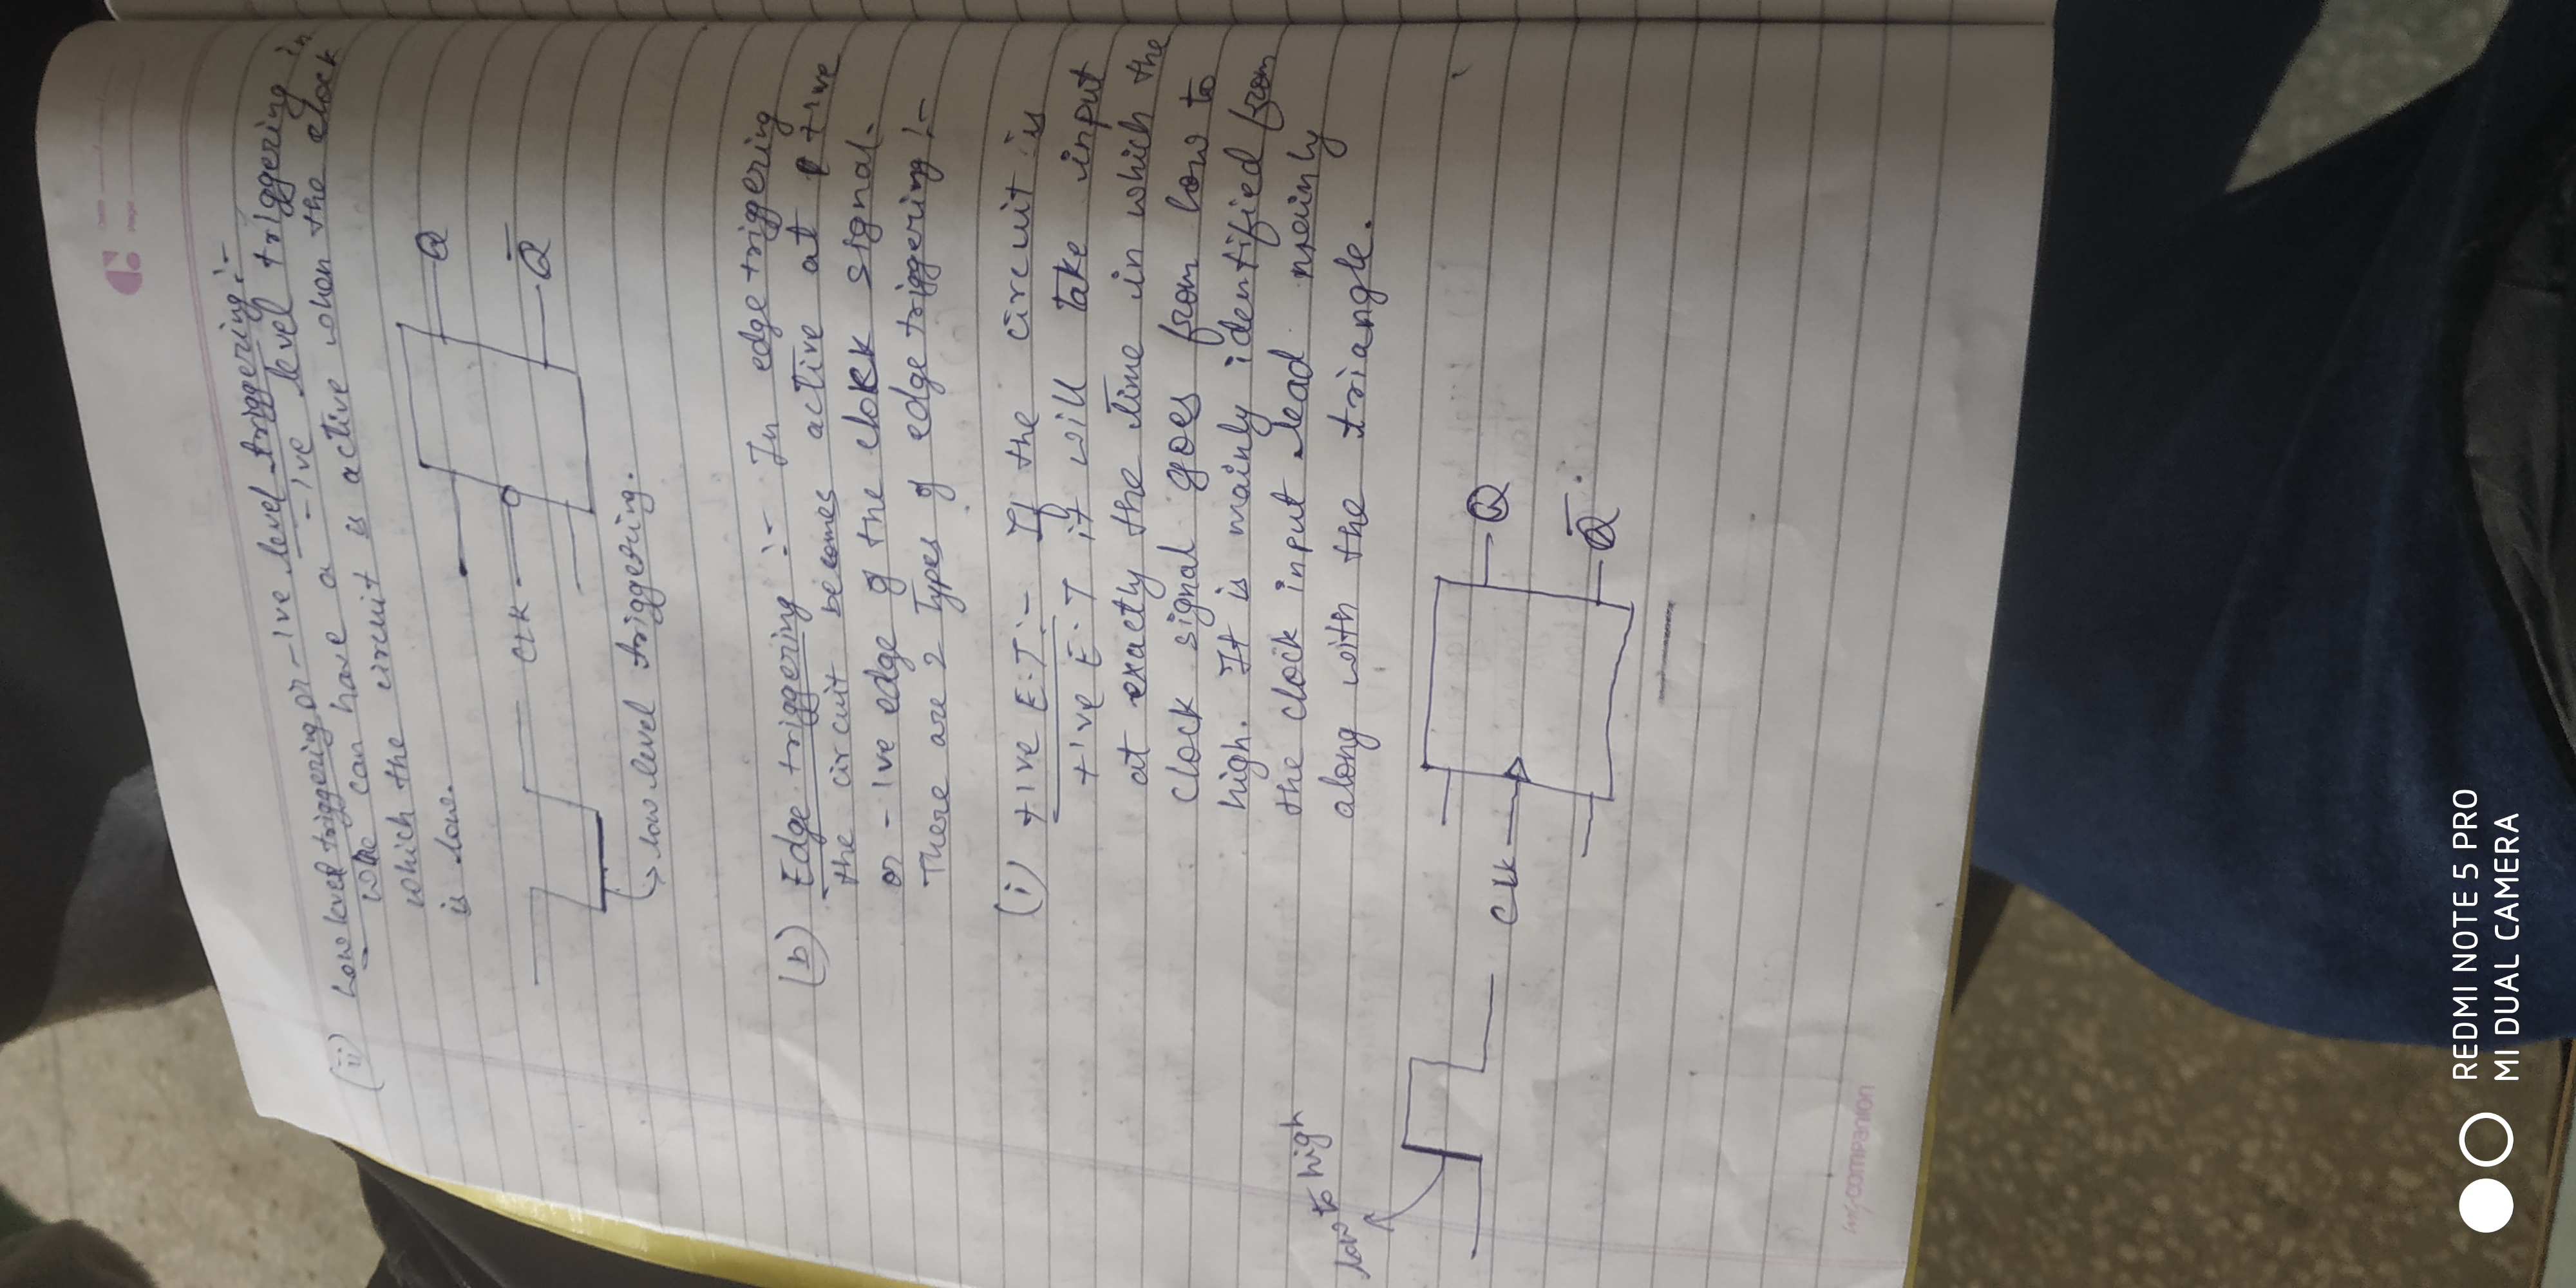 (ii) Low level triggering or -ive level triggering :-
We can have a -ive level triggering in
which the circuit is active when the clock
is low.
Q
CLK
Q̅
low level triggering.
(b) Edge triggering :- In edge triggering
the circuit becomes active at +ive
or -ive edge of the clock signal.
There are 2 Types of edge triggering :-
(i) +ive E.T :- If the circuit is
+ive E.T it will Take input
at exactly the time in which the
clock signal goes from low to
high. It is mainly identified from
the clock input lead mainly
along with the triangle.
low to high
Q
CLK
Q̅
my companion
REDMI NOTE 5 PRO
MI DUAL CAMERA